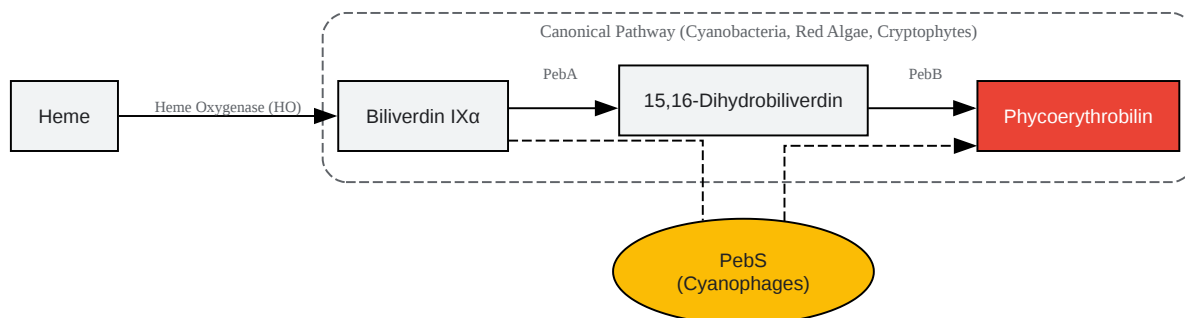 Canonical Pathway (Cyanobacteria, Red Algae, Cryptophytes)
PebA
PebB
Heme
Heme Oxygenase (HO)
Biliverdin IXα
15,16-Dihydrobiliverdin
Phycoerythrobilin
PebS
(Cyanophages)